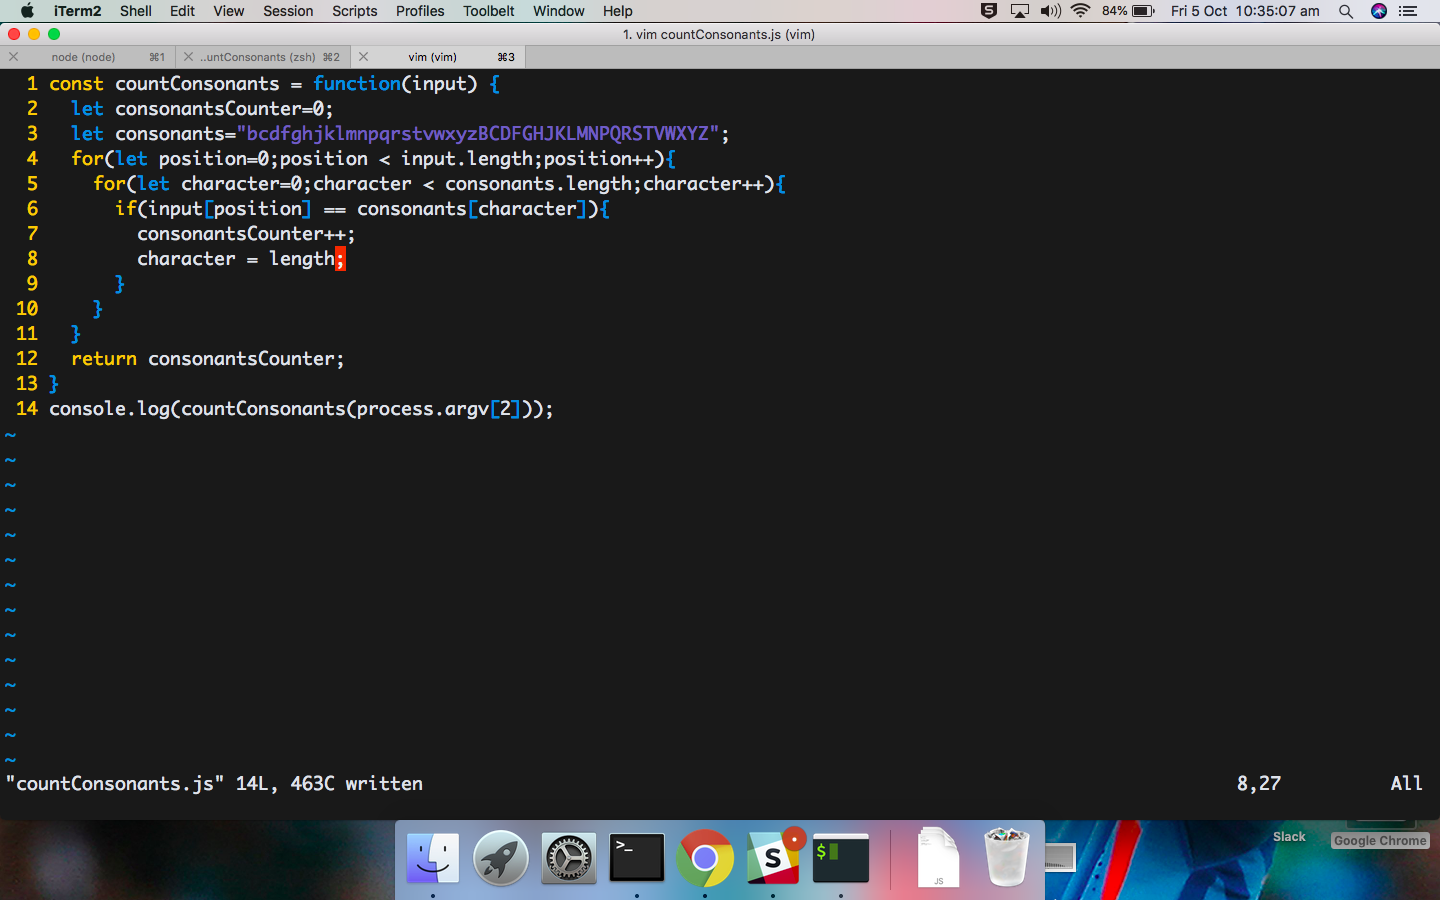 iTerm2 Shell Edit View Session Scripts Profiles Toolbelt Window Help 84% Fri 5 Oct 10:35:07 am
1. vim countConsonants.js (vim)
node (node) ⌘1 ..untConsonants (zsh) ⌘2 vim (vim) ⌘3
1 const countConsonants = function(input) {
2   let consonantsCounter=0;
3   let consonants="bcdfghjklmnpqrstvwxyzBCDFGHJKLMNPQRSTVWXYZ";
4   for(let position=0;position < input.length;position++){
5     for(let character=0;character < consonants.length;character++){
6       if(input[position] == consonants[character]){
7         consonantsCounter++;
8         character = length;
9       }
10     }
11   }
12   return consonantsCounter;
13 }
14 console.log(countConsonants(process.argv[2]));
~
~
~
~
~
~
~
~
~
~
~
~
~
~
"countConsonants.js" 14L, 463C written 8,27 All
Slack
Google Chrome
>_
S
$
JS